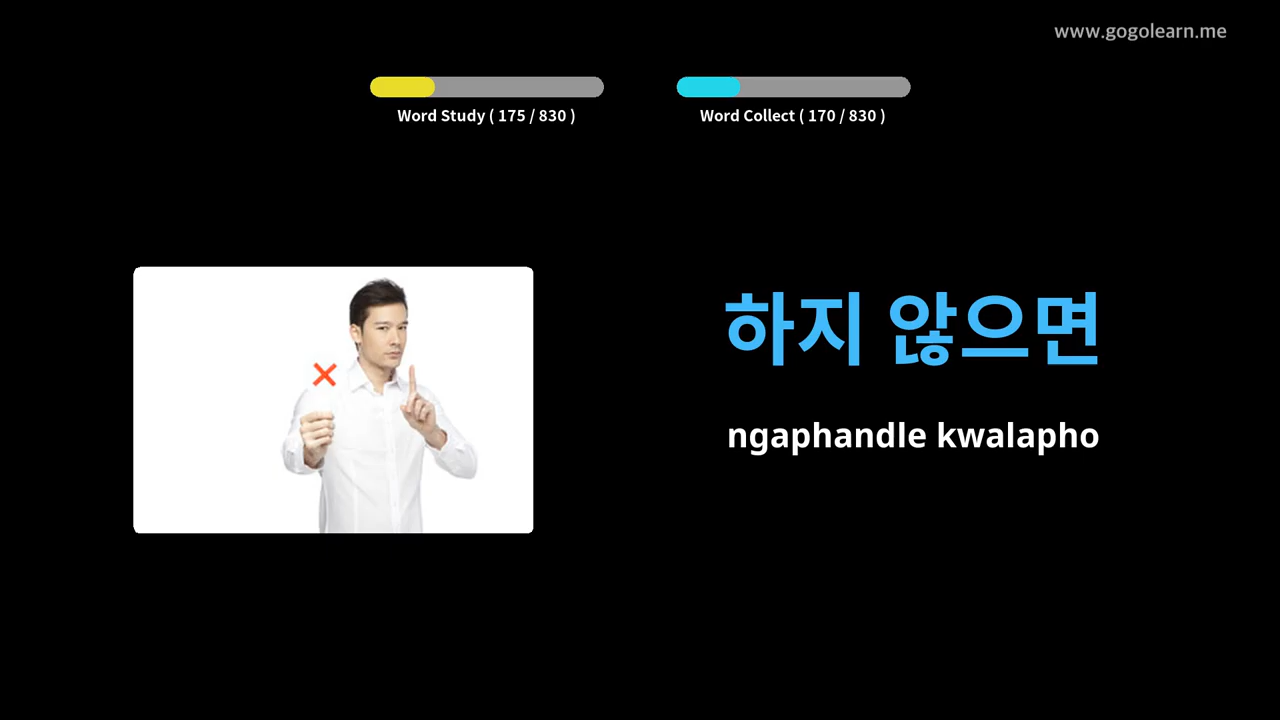 www.gogolearn.me
Word Study ( 175 / 830 )
Word Collect ( 170 / 830 )
하지 않으면
ngaphandle kwalapho